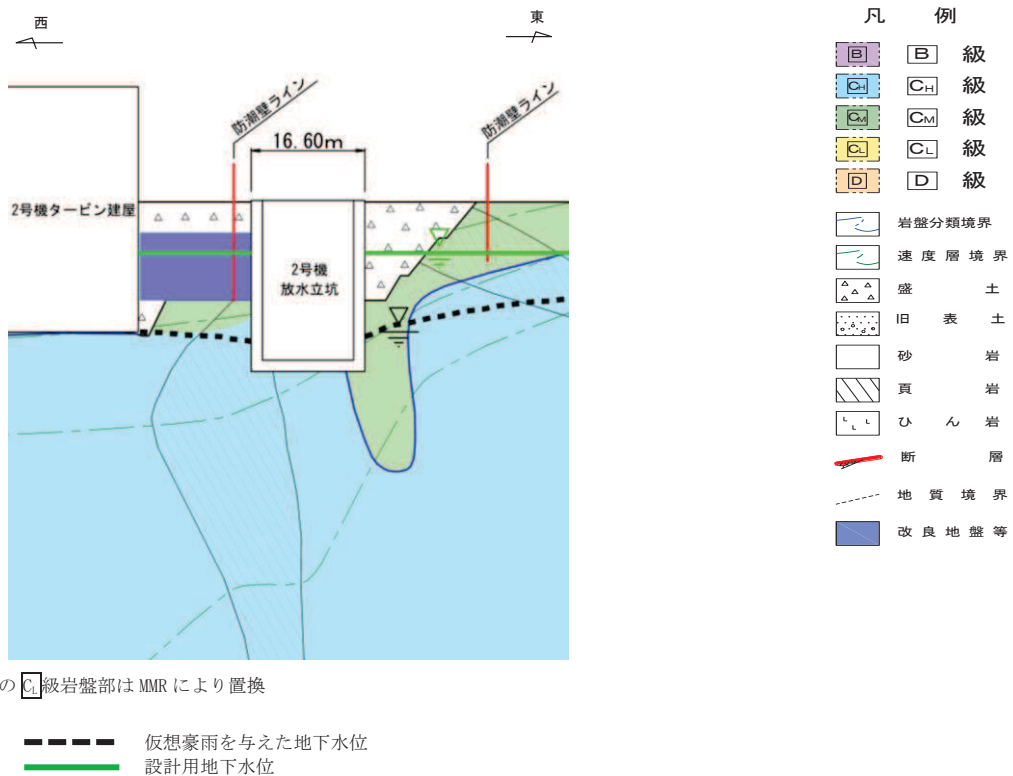 西
東
防潮壁ライン
防潮壁ライン
16.60m
2号機タービン建屋
2号機
放水立坑
の CL 級岩盤部は MMR により置換
仮想豪雨を与えた地下水位
設計用地下水位
凡 例
B B 級
CH CH 級
CM CM 級
CL CL 級
D D 級
岩盤分類境界
速度層境界
盛土
旧表土
砂岩
頁岩
ひん岩
断層
地質境界
改良地盤等